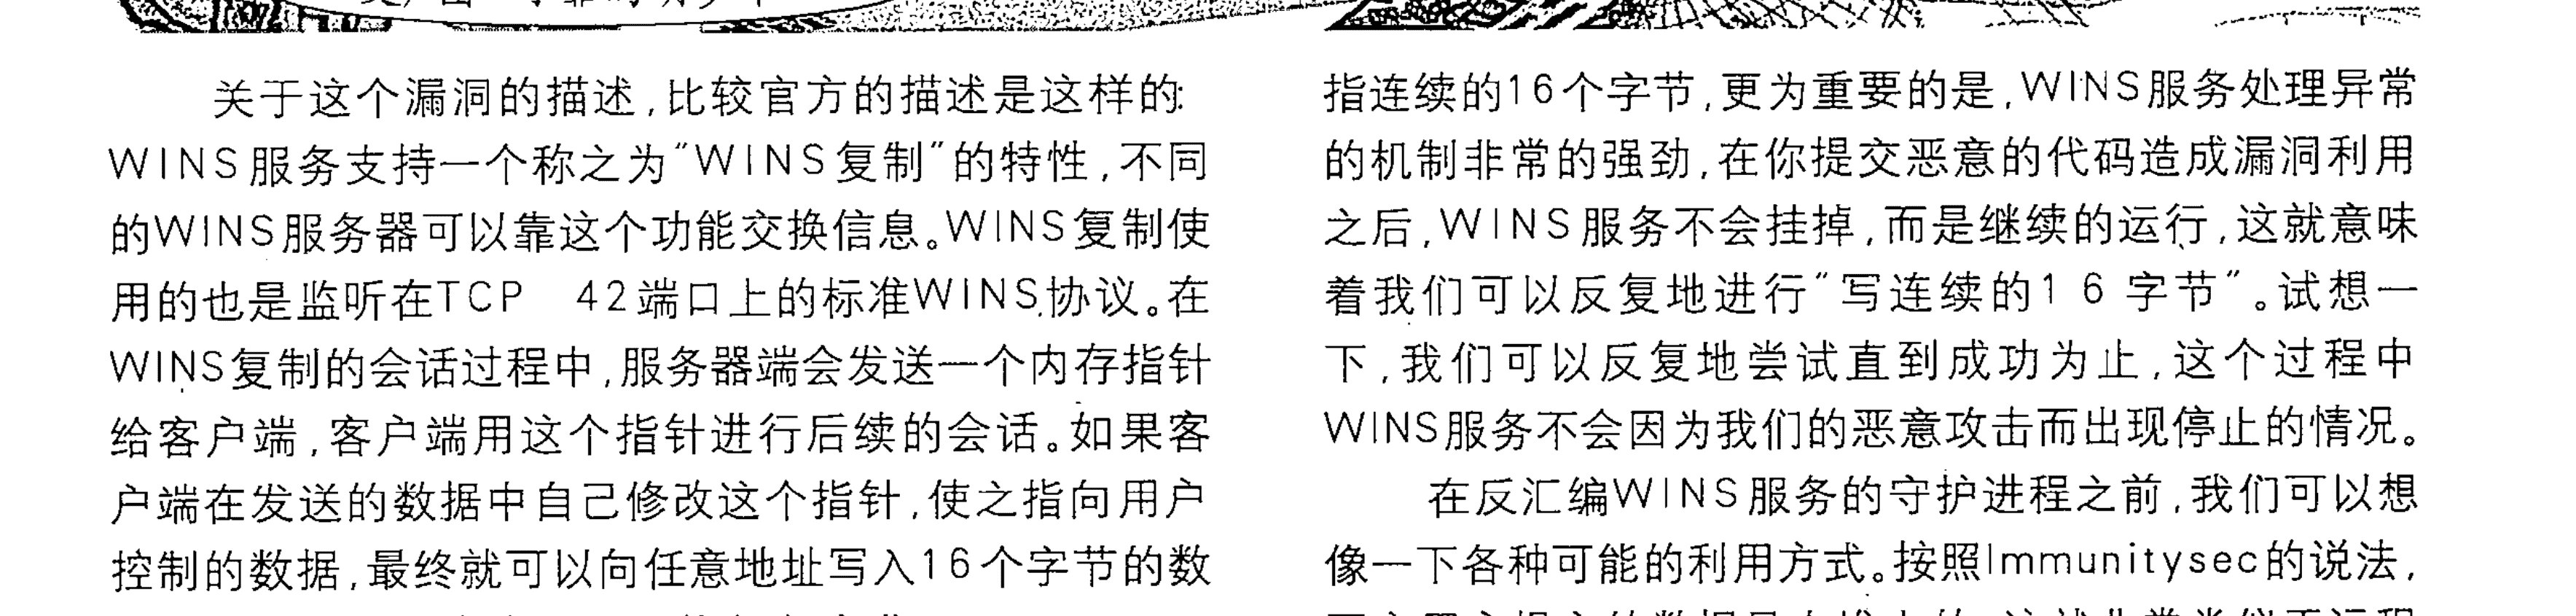 关于这个漏洞的描述,比较官方的描述是这样的:
WINS服务支持一个称之为"WINS复制"的特性,不同
的WINS服务器可以靠这个功能交换信息。WINS复制使
用的也是监听在TCP 42端口上的标准WINS协议。在
WINS复制的会话过程中,服务器端会发送一个内存指针
给客户端,客户端用这个指针进行后续的会话。如果客
户端在发送的数据中自己修改这个指针,使之指向用户
控制的数据,最终就可以向任意地址写入16个字节的数
指连续的16个字节,更为重要的是,WINS服务处理异常
的机制非常的强劲,在你提交恶意的代码造成漏洞利用
之后,WINS服务不会挂掉,而是继续的运行,这就意味
着我们可以反复地进行"写连续的16字节"。试想一
下,我们可以反复地尝试直到成功为止,这个过程中
WINS服务不会因为我们的恶意攻击而出现停止的情况。
在反汇编WINS服务的守护进程之前,我们可以想
像一下各种可能的利用方式。按照Immunitysec的说法,